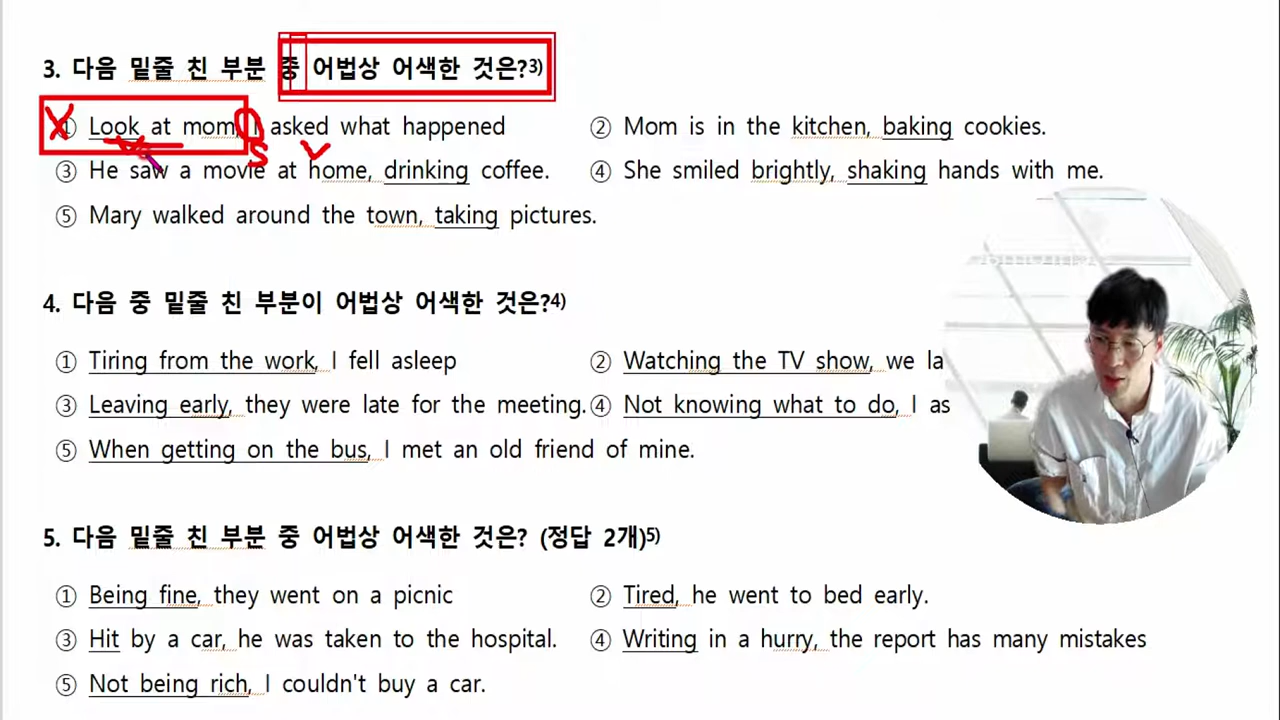 3. 다음 밑줄 친 부분 중 어법상 어색한 것은?3)
① Look at mom, I asked what happened ② Mom is in the kitchen, baking cookies.
S V
③ He saw a movie at home, drinking coffee. ④ She smiled brightly, shaking hands with me.
⑤ Mary walked around the town, taking pictures.
4. 다음 중 밑줄 친 부분이 어법상 어색한 것은?4)
① Tiring from the work, I fell asleep ② Watching the TV show, we la
③ Leaving early, they were late for the meeting. ④ Not knowing what to do, I as
⑤ When getting on the bus, I met an old friend of mine.
5. 다음 밑줄 친 부분 중 어법상 어색한 것은? (정답 2개)5)
① Being fine, they went on a picnic ② Tired, he went to bed early.
③ Hit by a car, he was taken to the hospital. ④ Writing in a hurry, the report has many mistakes
⑤ Not being rich, I couldn't buy a car.